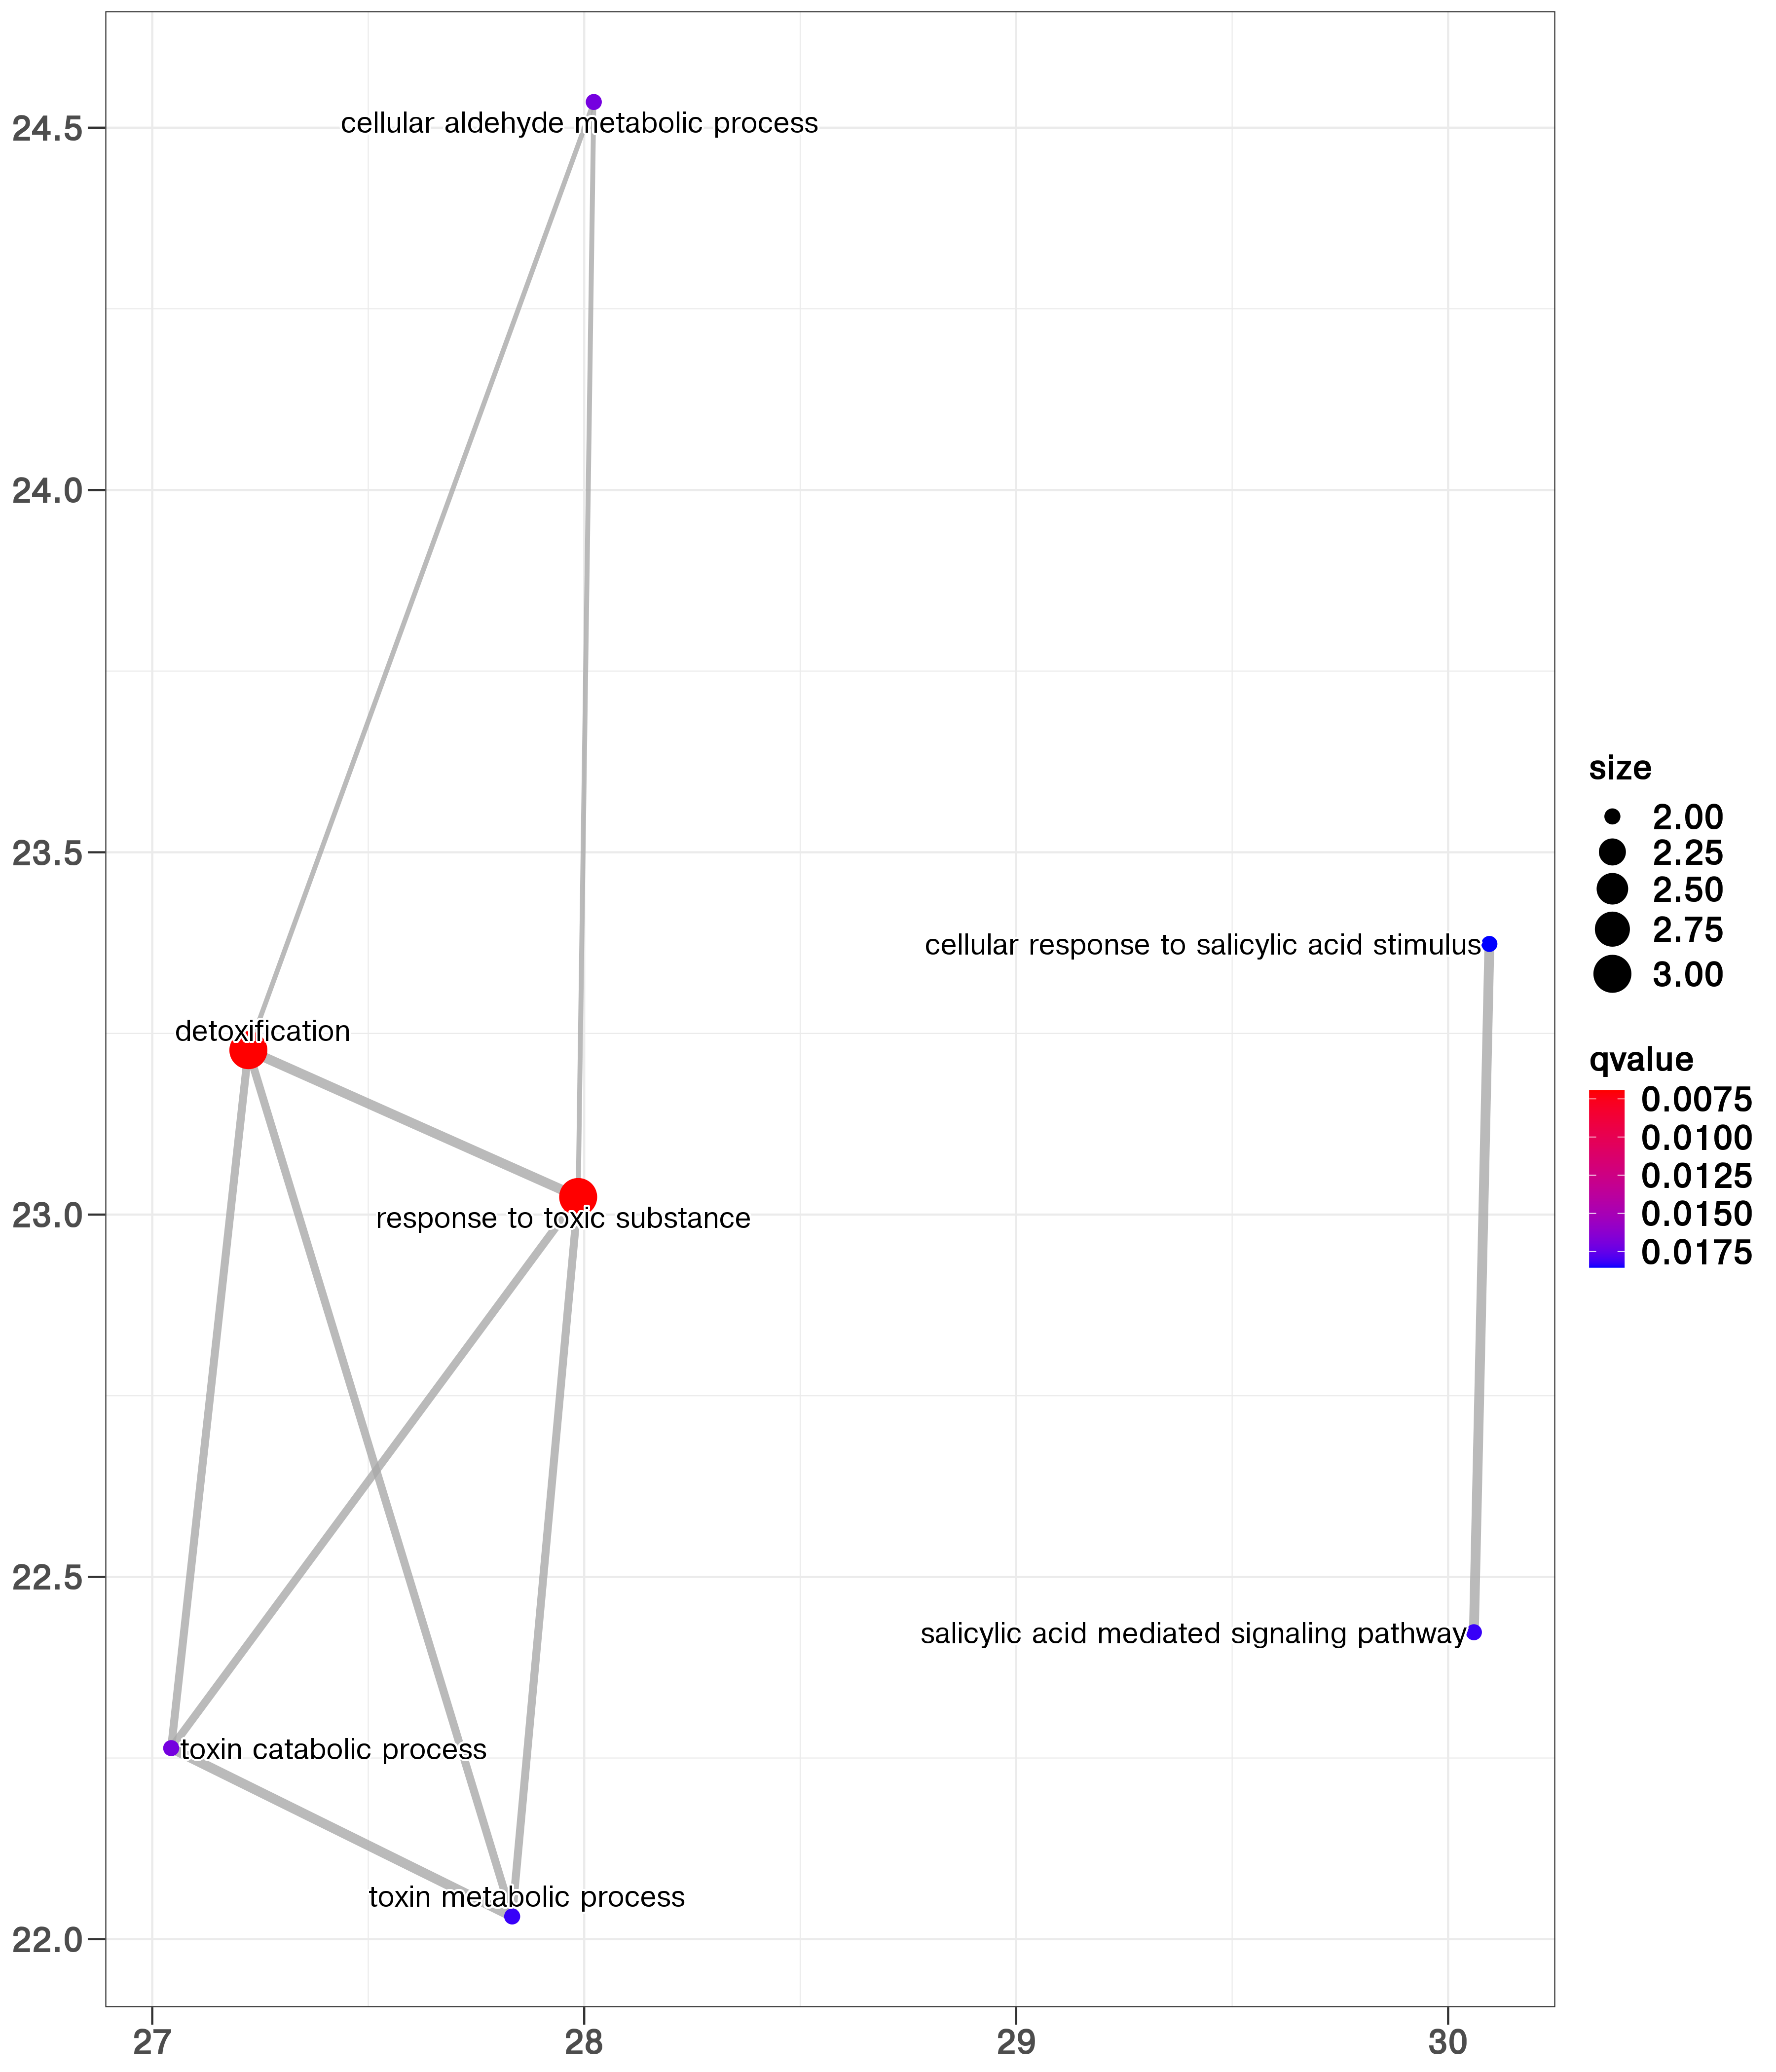 24.5
24.0
23.5
23.0
22.5
22.0
27
28
29
30
cellular aldehyde metabolic process
cellular response to salicylic acid stimulus
detoxification
response to toxic substance
salicylic acid mediated signaling pathway
toxin catabolic process
toxin metabolic process
size
2.00
2.25
2.50
2.75
3.00
qvalue
0.0075
0.0100
0.0125
0.0150
0.0175